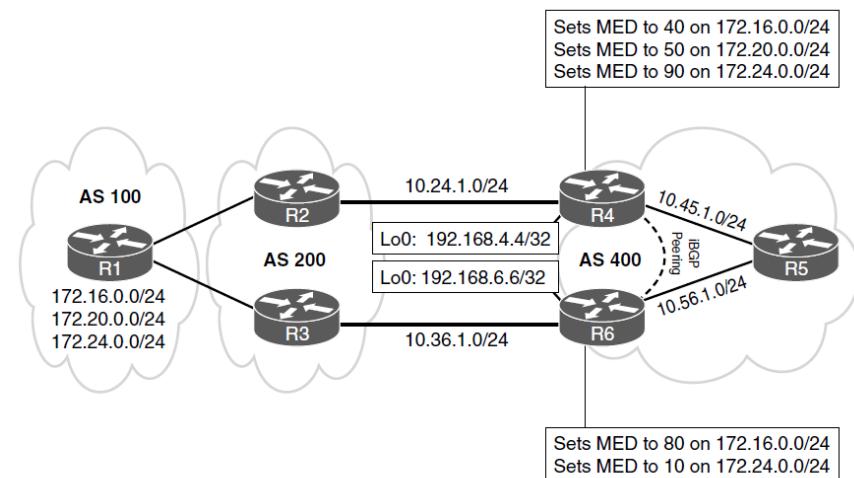 Sets MED to 40 on 172.16.0.0/24
Sets MED to 50 on 172.20.0.0/24
Sets MED to 90 on 172.24.0.0/24
AS 100
R1
172.16.0.0/24
172.20.0.0/24
172.24.0.0/24
AS 200
R2
R3
10.24.1.0/24
Lo0: 192.168.4.4/32
Lo0: 192.168.6.6/32
10.36.1.0/24
R4
AS 400
R6
10.45.1.0/24
iBGP
Peering
10.56.1.0/24
R5
Sets MED to 80 on 172.16.0.0/24
Sets MED to 10 on 172.24.0.0/24